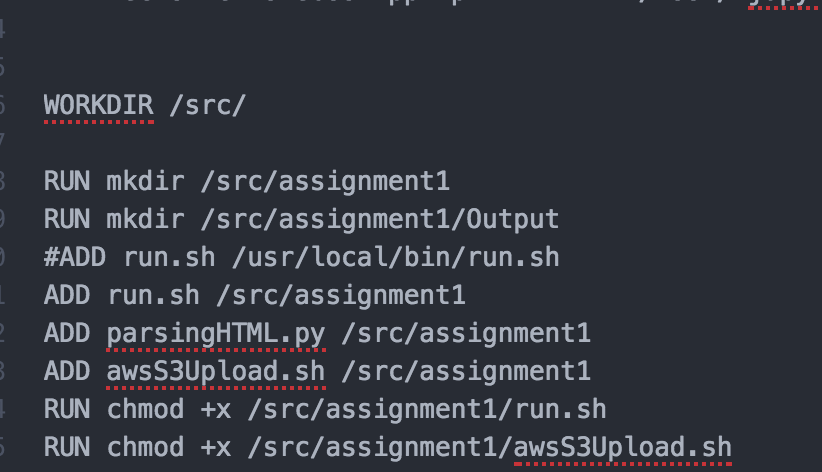 WORKDIR /src/
RUN mkdir /src/assignment1
RUN mkdir /src/assignment1/Output
#ADD run.sh /usr/local/bin/run.sh
ADD run.sh /src/assignment1
ADD parsingHTML.py /src/assignment1
ADD awsS3Upload.sh /src/assignment1
RUN chmod +x /src/assignment1/run.sh
RUN chmod +x /src/assignment1/awsS3Upload.sh